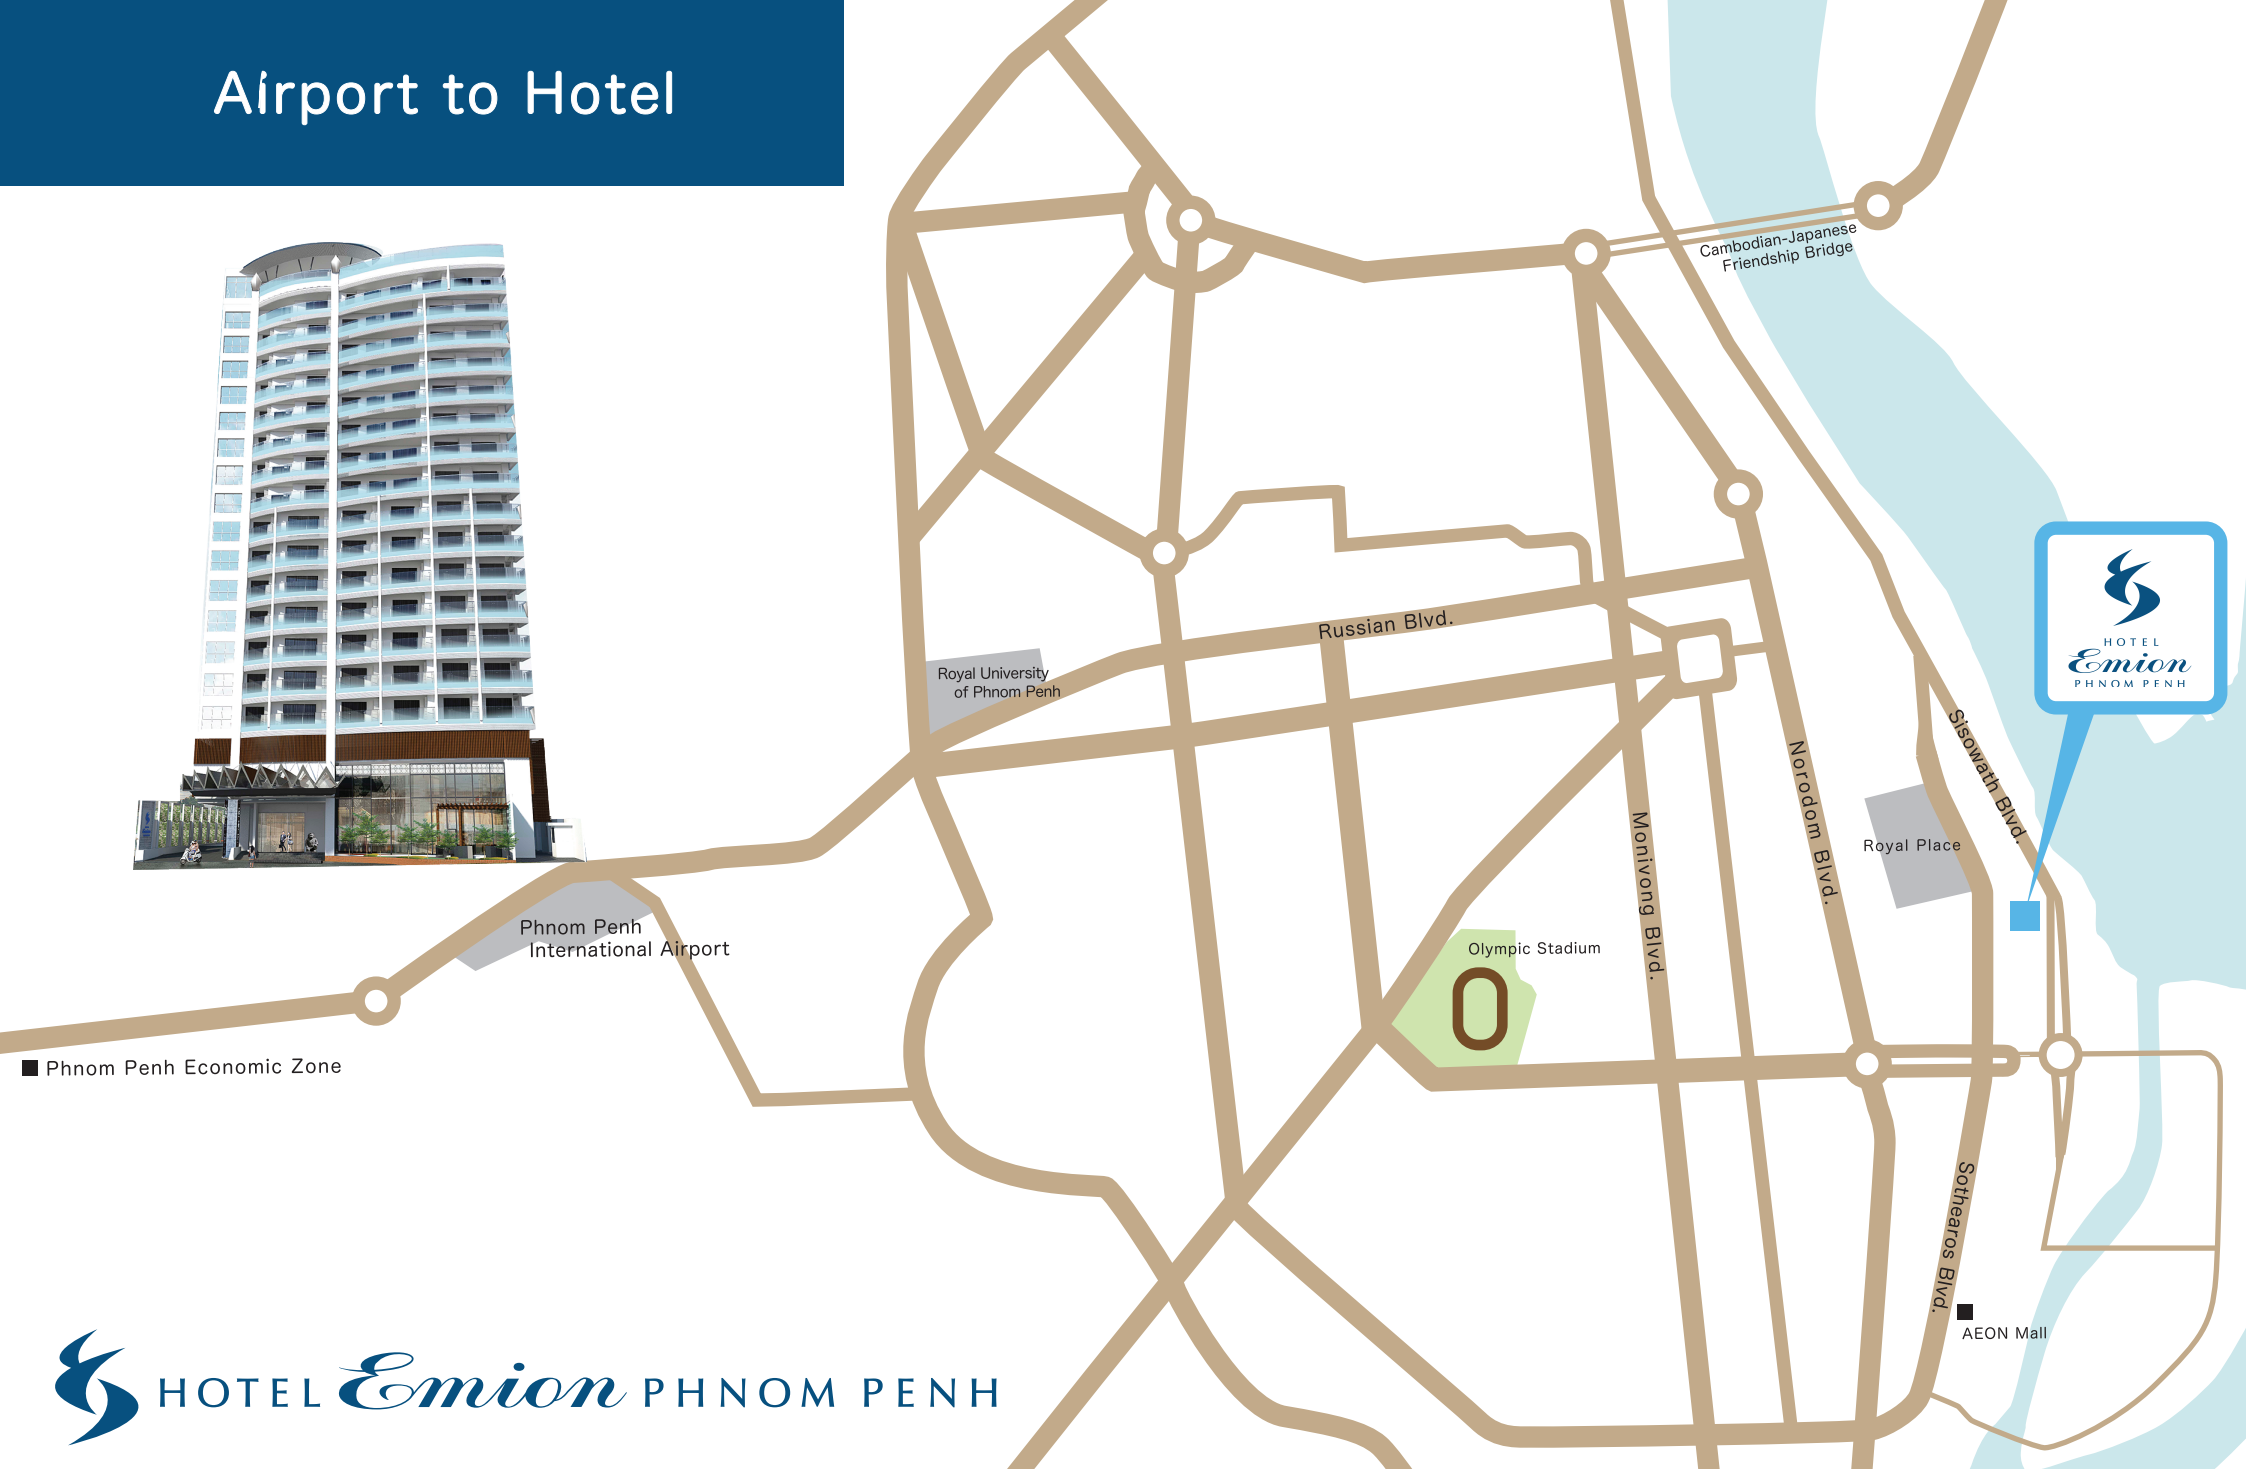 Airport to Hotel
Cambodian-Japanese
Friendship Bridge
HOTEL
Emion
PHNOM PENH
Russian Blvd.
Royal University
of Phnom Penh
Sisowath Blvd.
Norodom Blvd.
Monivong Blvd.
Royal Place
Phnom Penh
International Airport
Olympic Stadium
Phnom Penh Economic Zone
Sothearos Blvd.
AEON Mall
HOTEL Emion PHNOM PENH